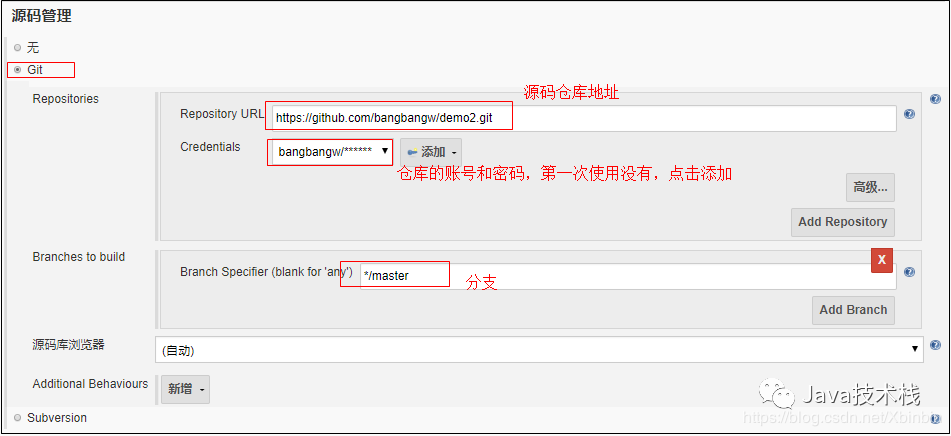 源码管理
无
Git
Repositories
源码仓库地址
Repository URL https://github.com/bangbangw/demo2.git
Credentials bangbangw/****** 添加
仓库的账号和密码，第一次使用没有，点击添加
高级...
Add Repository
Branches to build
X
Branch Specifier (blank for 'any') */master
分支
Add Branch
源码库浏览器 (自动)
Additional Behaviours 新增
Java技术栈
Subversion
https://blog.csdn.net/Xbinbin